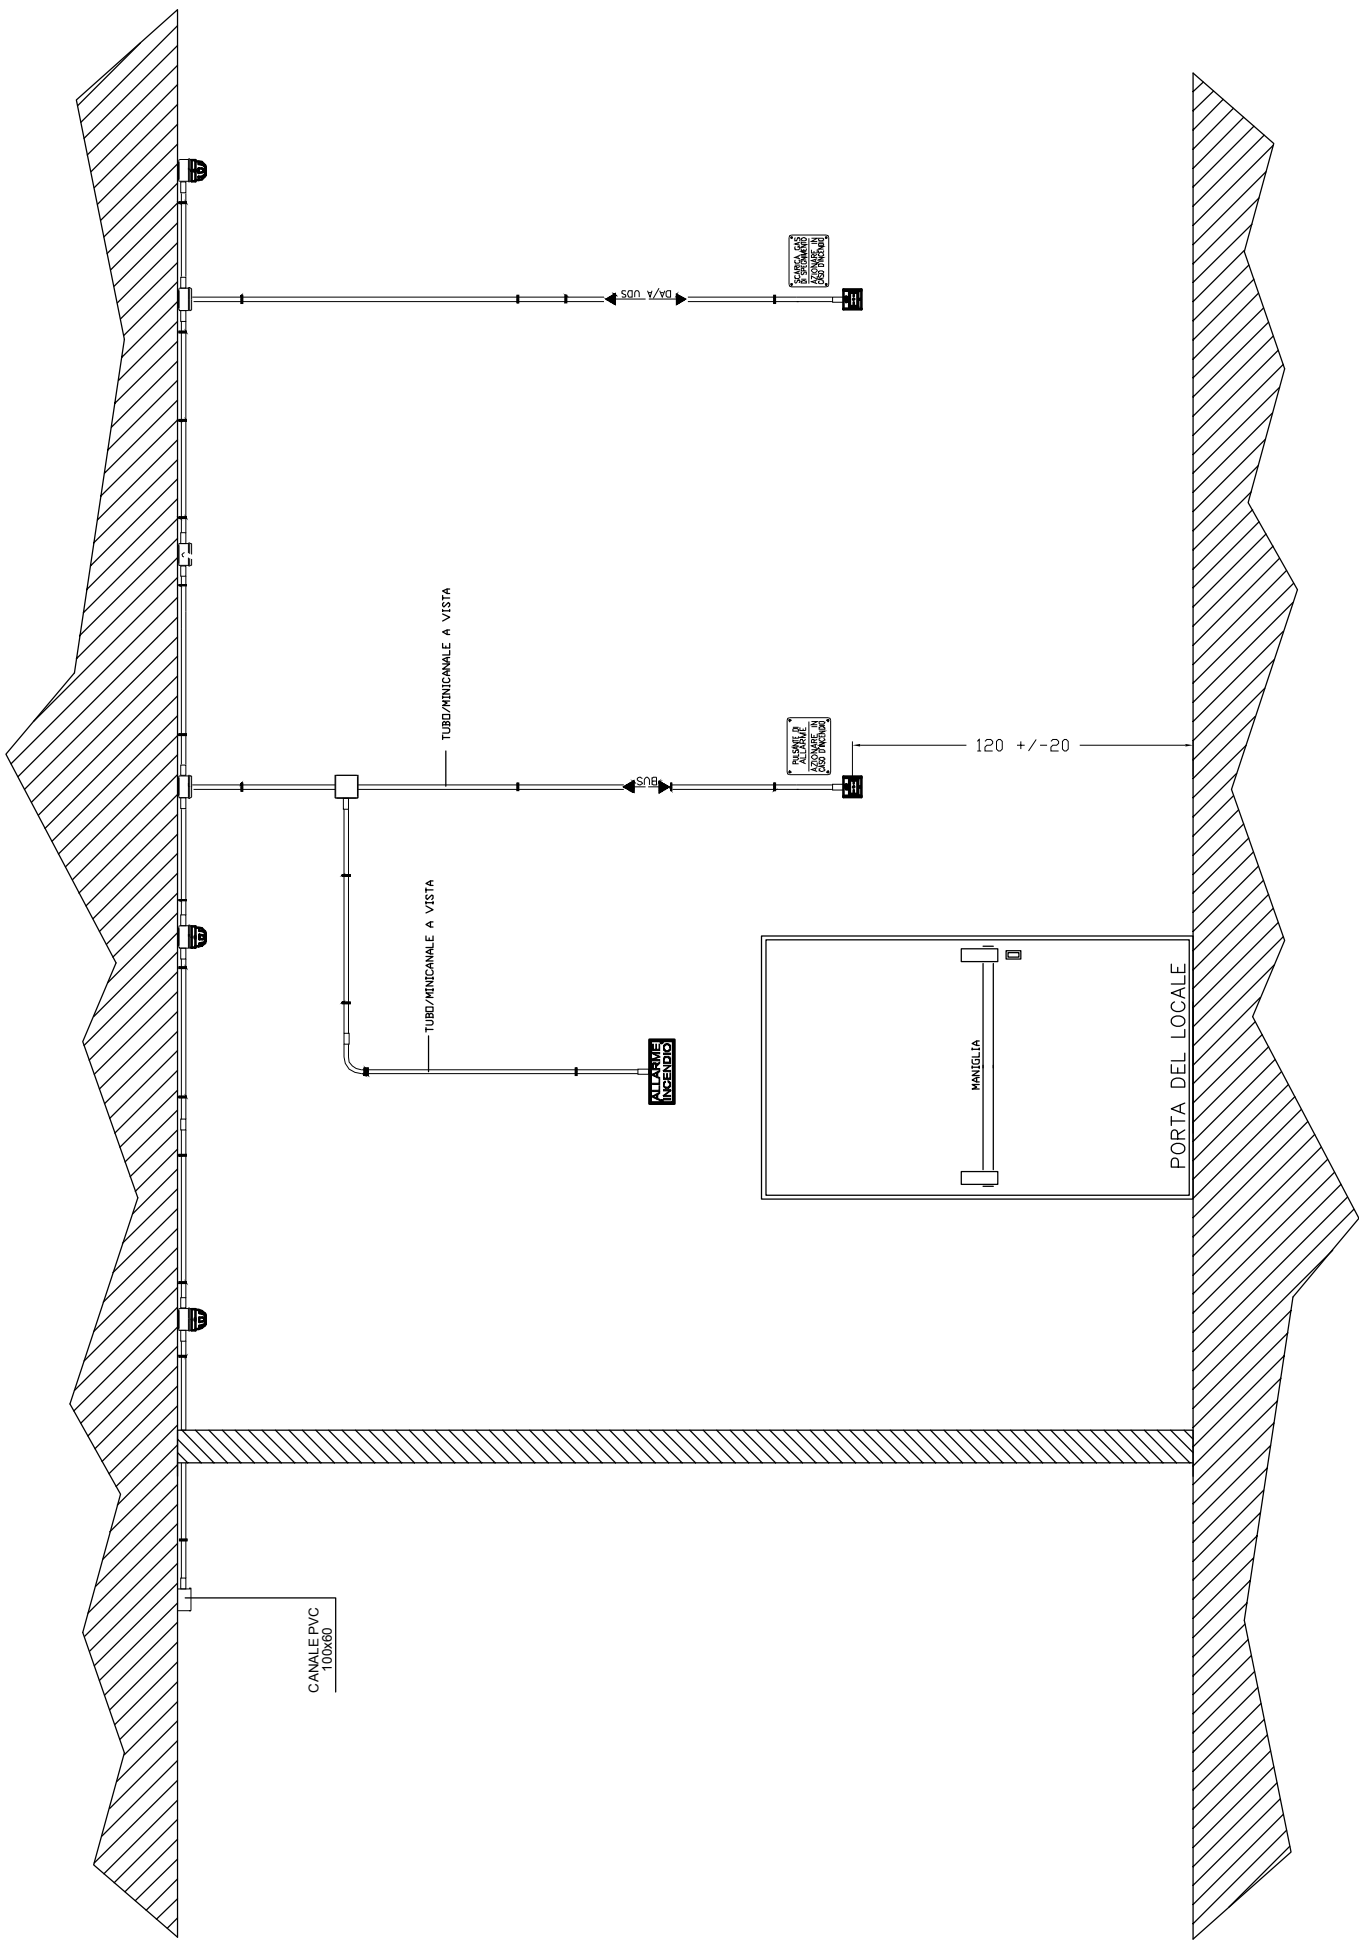 SCARICA GAS
DI SPEGNIMENTO
AZIONARE IN
CASO D'INCENDIO
DA/A UDS
TUBO/MINICANALE A VISTA
PULSANTE DI
ALLARME
AZIONARE IN
CASO D'INCENDIO
120 +/-20
BUS
TUBO/MINICANALE A VISTA
ALLARME
INCENDIO
MANIGLIA
PORTA DEL LOCALE
CANALE PVC
100x60